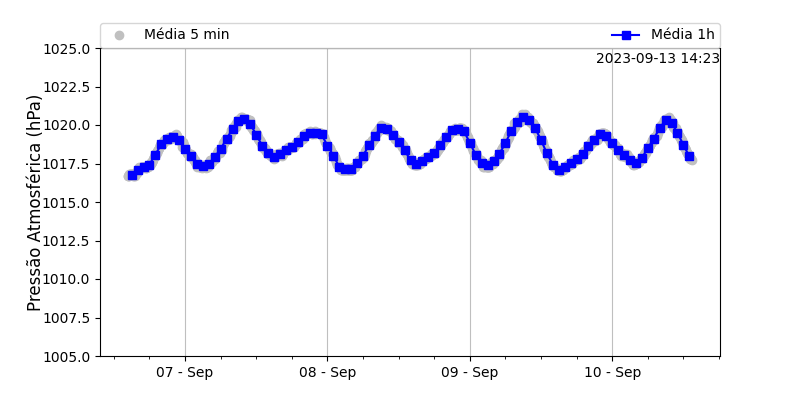 Média 5 min
Média 1h
2023-09-13 14:23
Pressão Atmosférica (hPa)
1025.0
1022.5
1020.0
1017.5
1015.0
1012.5
1010.0
1007.5
1005.0
07 - Sep
08 - Sep
09 - Sep
10 - Sep